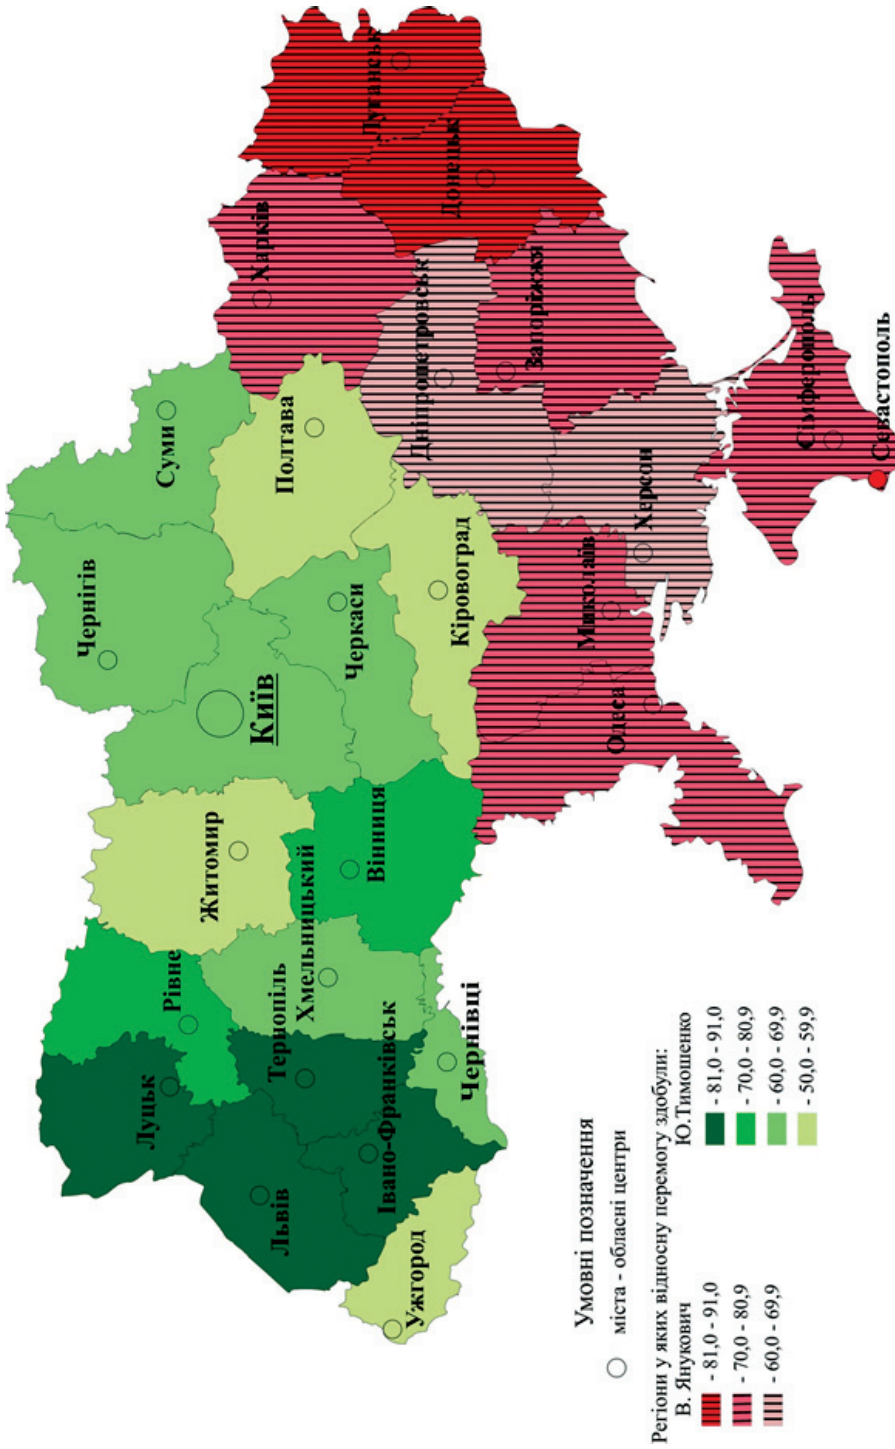 Луцьк
Рівне
Житомир
Київ
Чернігів
Суми
Харків
Луганськ
Львів
Тернопіль
Хмельницький
Вінниця
Черкаси
Полтава
Донецьк
Ужгород
Івано-Франківськ
Чернівці
Кіровоград
Дніпропетровськ
Запоріжжя
Одеса
Миколаїв
Херсон
Сімферополь
Севастополь
Умовні позначення
міста - обласні центри
Регіони у яких відносну перемогу здобули:
В. Янукович
- 81,0 - 91,0
- 70,0 - 80,9
- 60,0 - 69,9
Ю.Тимошенко
- 81,0 - 91,0
- 70,0 - 80,9
- 60,0 - 69,9
- 50,0 - 59,9